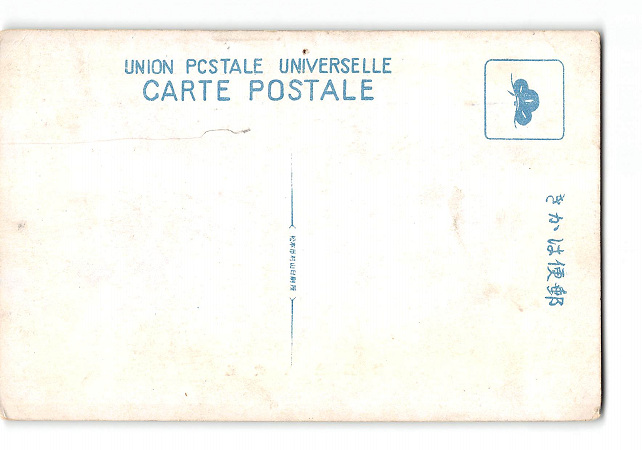 UNION PCSTALE UNIVERSELLE
CARTE POSTALE
郵便はかき